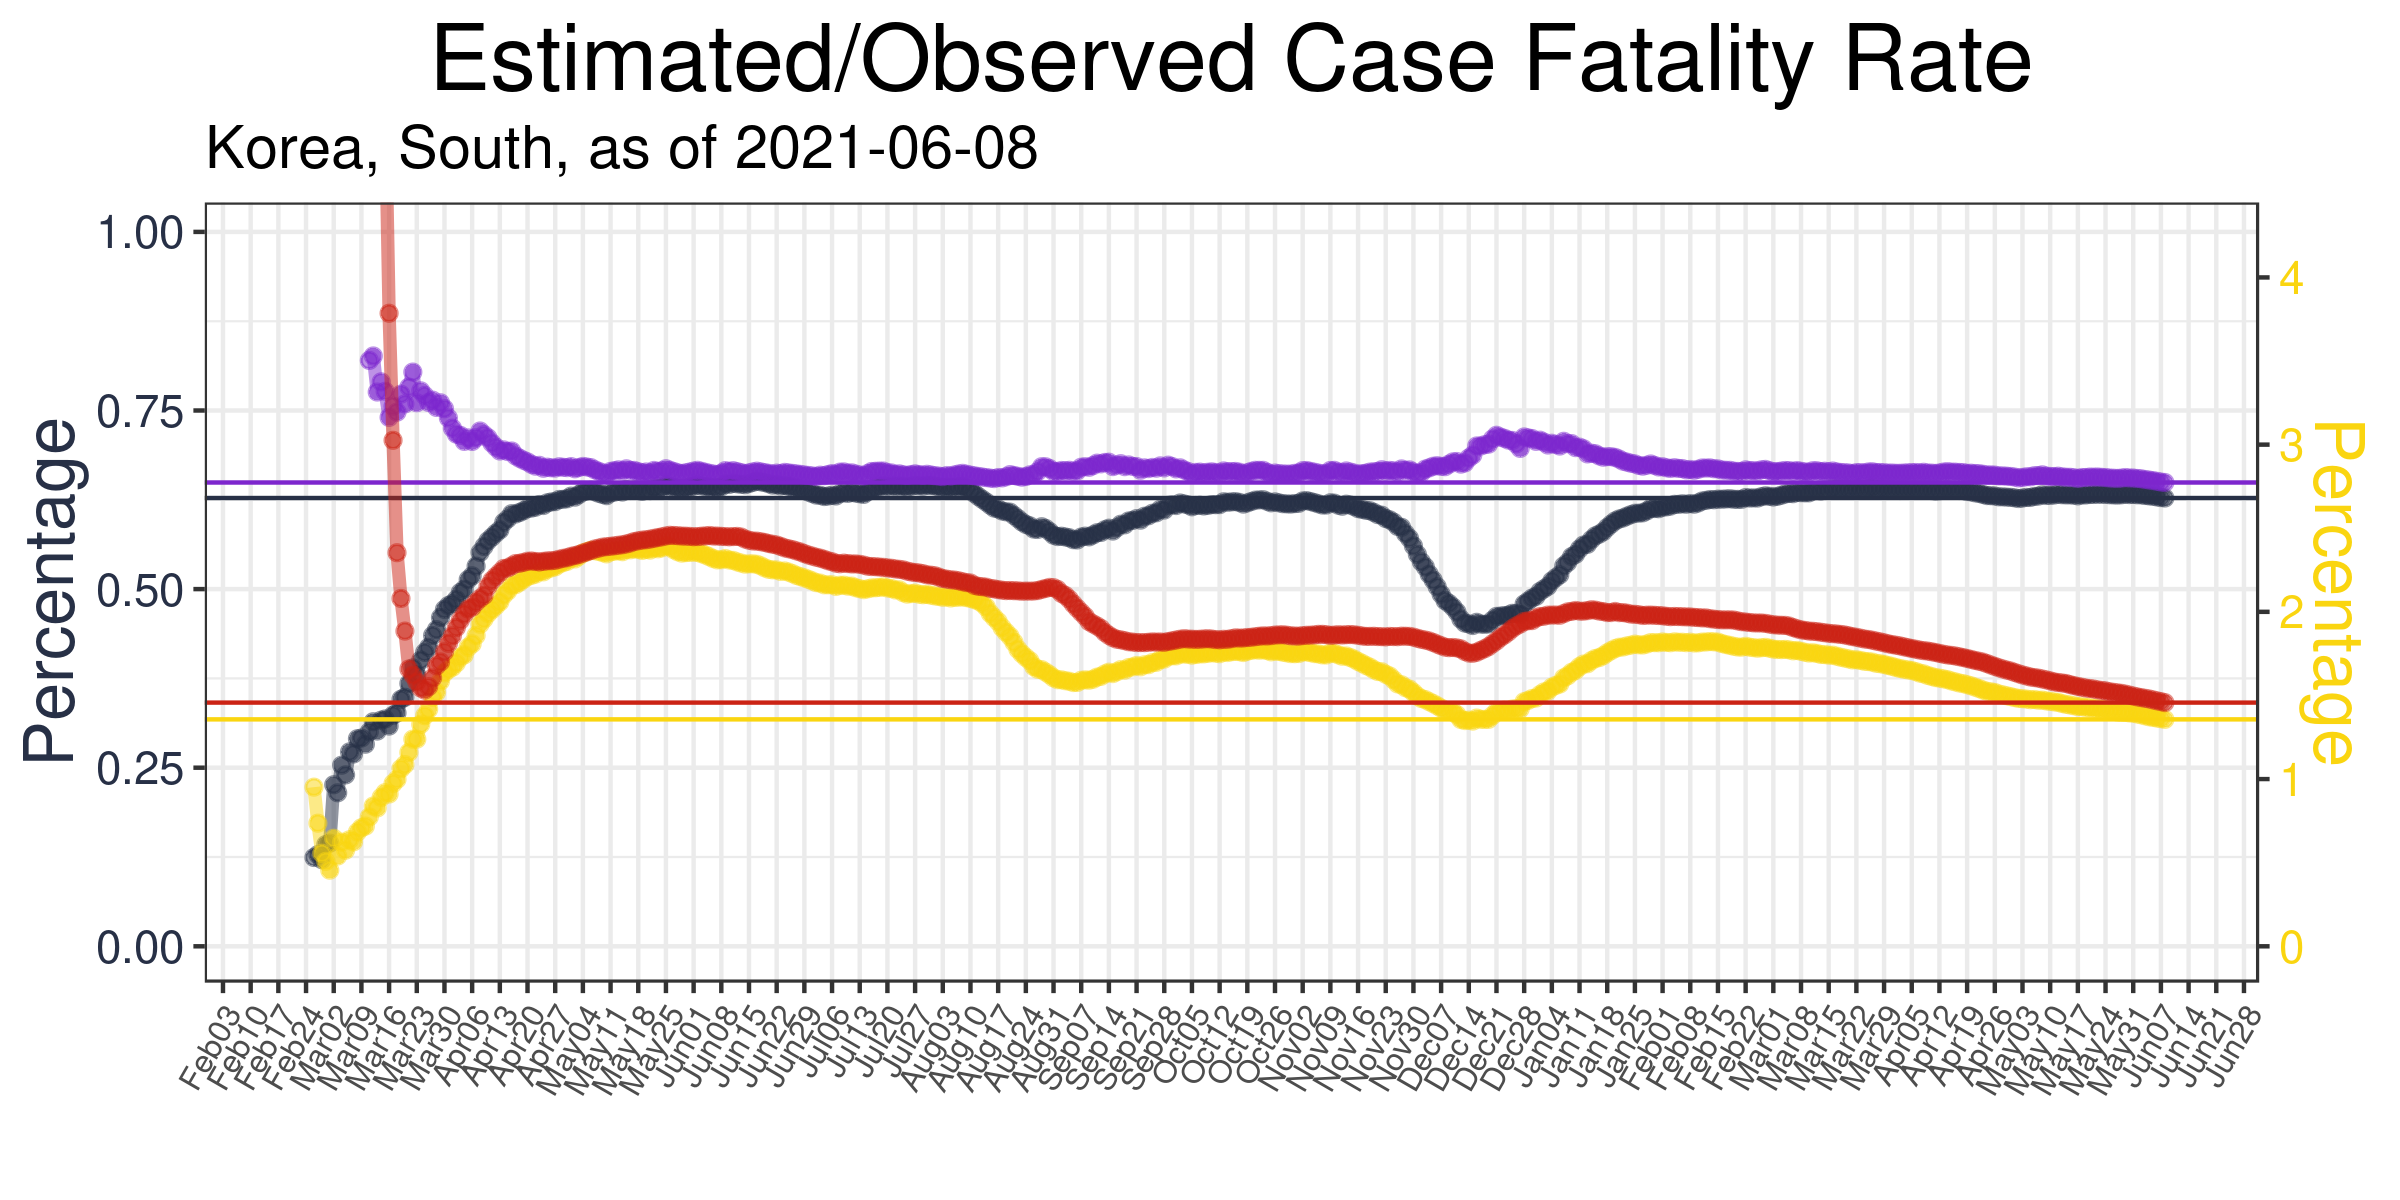 Estimated/Observed Case Fatality Rate
Korea, South, as of 2021-06-08
Percentage
1.00
0.75
0.50
0.25
0.00
4
3
2
1
0
Percentage
Feb03
Feb10
Feb17
Feb24
Mar02
Mar09
Mar16
Mar23
Mar30
Apr06
Apr13
Apr20
Apr27
May04
May11
May18
May25
Jun01
Jun08
Jun15
Jun22
Jun29
Jul06
Jul13
Jul20
Jul27
Aug03
Aug10
Aug17
Aug24
Aug31
Sep07
Sep14
Sep21
Sep28
Oct05
Oct12
Oct19
Oct26
Nov02
Nov09
Nov16
Nov23
Nov30
Dec07
Dec14
Dec21
Dec28
Jan04
Jan11
Jan18
Jan25
Feb01
Feb08
Feb15
Feb22
Mar01
Mar08
Mar15
Mar22
Mar29
Apr05
Apr12
Apr19
Apr26
May03
May10
May17
May24
May31
Jun07
Jun14
Jun21
Jun28